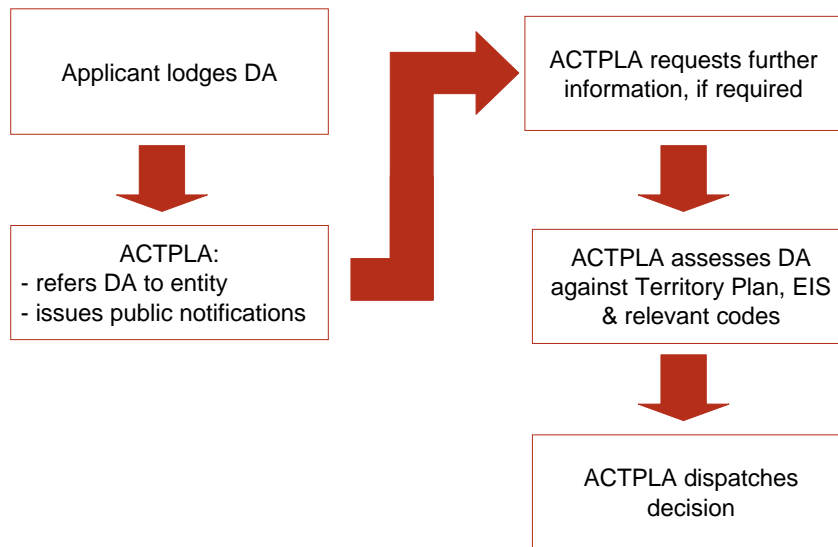 Applicant lodges DA
ACTPLA:
- refers DA to entity
- issues public notifications
ACTPLA requests further
information, if required
ACTPLA assesses DA
against Territory Plan, EIS
& relevant codes
ACTPLA dispatches
decision